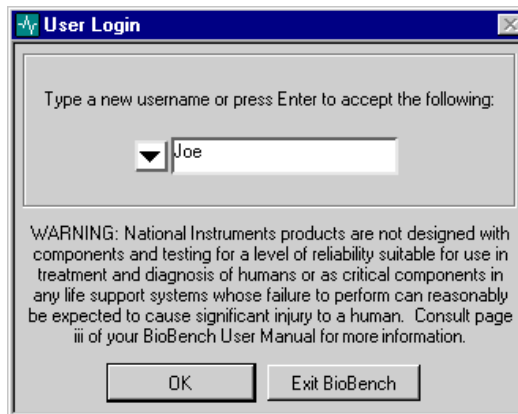 User Login
Type a new username or press Enter to accept the following:
Joe
WARNING: National Instruments products are not designed with
components and testing for a level of reliability suitable for use in
treatment and diagnosis of humans or as critical components in
any life support systems whose failure to perform can reasonably
be expected to cause significant injury to a human.  Consult page
iii of your BioBench User Manual for more information.
OK
Exit BioBench